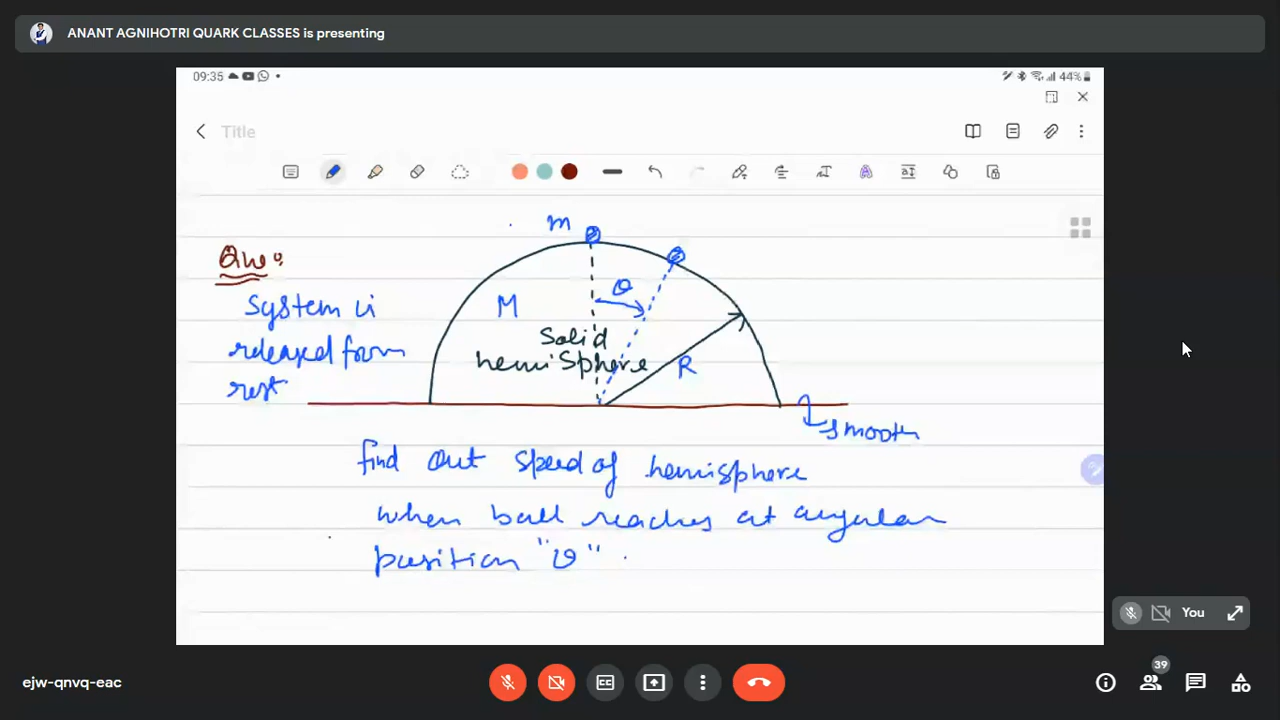 ANANT AGNIHOTRI QUARK CLASSES is presenting
09:35
44%
Title
Que:
m
θ
System is
released from
rest
M
Solid
hemisphere
R
smooth
find out speed of hemisphere
when ball reaches at angular
position "θ".
You
ejw-qnvq-eac
39